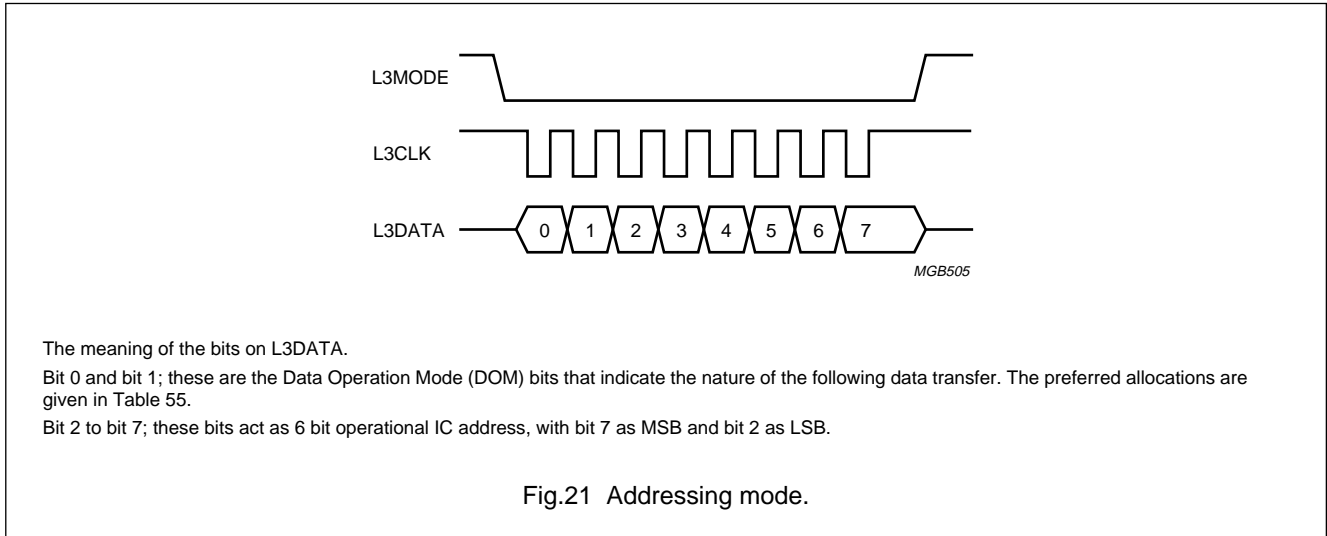 L3MODE
L3CLK
L3DATA
0 1 2 3 4 5 6 7
MGB505
The meaning of the bits on L3DATA.
Bit 0 and bit 1; these are the Data Operation Mode (DOM) bits that indicate the nature of the following data transfer. The preferred allocations are
given in Table 55.
Bit 2 to bit 7; these bits act as 6 bit operational IC address, with bit 7 as MSB and bit 2 as LSB.
Fig.21 Addressing mode.